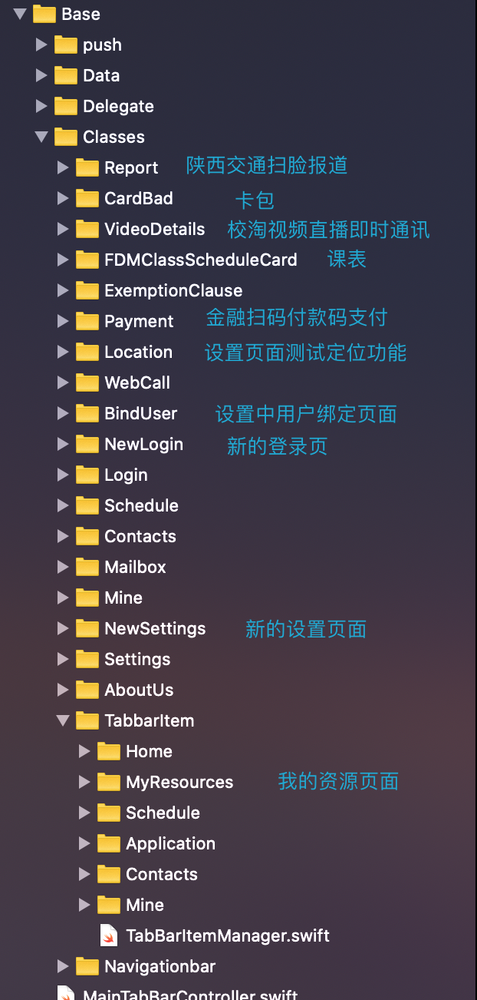 Base
push
Data
Delegate
Classes
Report 陕西交通扫脸报道
CardBad 卡包
VideoDetails 校淘视频直播即时通讯
FDMClassScheduleCard 课表
ExemptionClause
Payment 金融扫码付款码支付
Location 设置页面测试定位功能
WebCall
BindUser 设置中用户绑定页面
NewLogin 新的登录页
Login
Schedule
Contacts
Mailbox
Mine
NewSettings 新的设置页面
Settings
AboutUs
TabbarItem
Home
MyResources 我的资源页面
Schedule
Application
Contacts
Mine
TabBarItemManager.swift
Navigationbar
MainTabBarController.swift